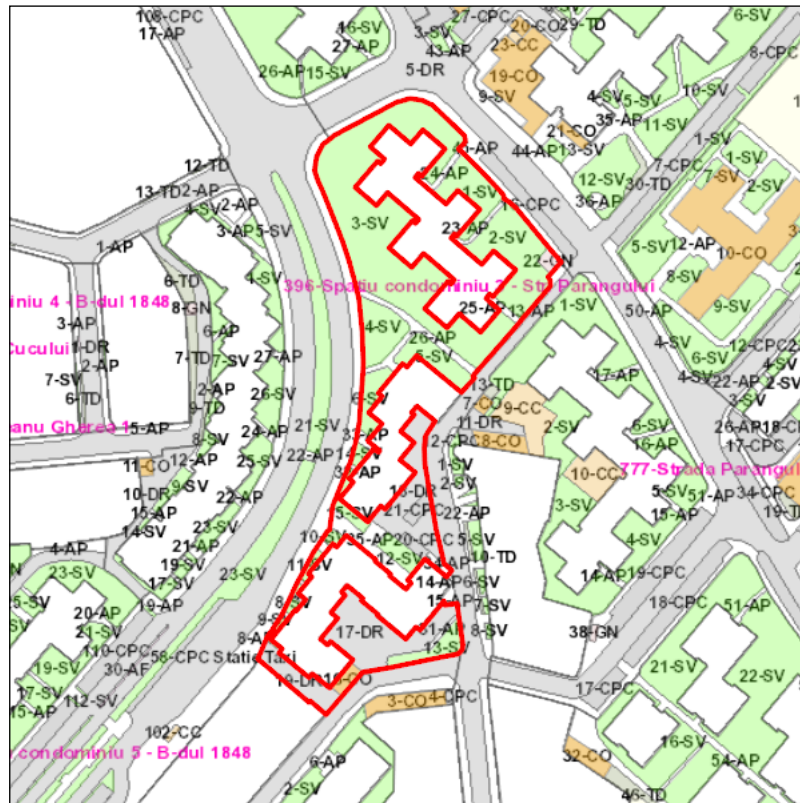 108-CPC
17-AP
16-SV
27-AP
26-AP
15-SV
3-SV
43-AP
5-DR
27-CPC
20-CO
29-TD
23-CC
19-CO
9-SV
6-SV
8-CPC
10-SV
4-SV
5-SV
35-AP
11-SV
21-CO
13-SV
44-AP
1-SV
1-SV
7-CPC
7-SV
2-SV
12-SV
30-TD
36-AP
12-TD
13-TD
2-AP
2-AP
4-SV
3-AP
5-SV
1-AP
24-AP
1-SV
3-SV
23-AP
2-SV
22-GN
5-SV
12-AP
10-CO
8-SV
9-SV
4-SV
6-TD
8-GN
396-Spatiu condominiu 2 - Str Parangului
iniu 4 - B-dul 1848
25-AP
13-AP
1-SV
50-AP
3-AP
6-AP
4-SV
26-AP
5-SV
4-SV
12-CPC
6-SV
Cucului
1-DR
2-AP
7-SV
6-TD
7-TD
7-SV
27-AP
2-AP
26-SV
9-TD
13-TD
7-CO
9-CC
17-AP
4-SV
22-AP
2-SV
3-SV
6-SV
11-DR
8-CO
2-SV
6-SV
16-AP
26-AP
17-CPC
anu Gherea 1
15-AP
8-SV
24-AP
21-SV
22-AP
11-CO
12-AP
25-SV
10-DR
9-SV
15-AP
22-AP
14-SV
23-SV
21-AP
1-SV
2-SV
21-CPC
22-AP
10-CC
777-Strada Parangului
3-SV
5-SV
51-AP
34-CPC
15-AP
4-AP
23-SV
19-SV
17-SV
23-SV
19-AP
10-SV
35-AP
20-CPC
5-SV
12-SV
10-TD
4-SV
19-CPC
14-AP
14-AP
6-SV
15-AP
7-SV
8-SV
38-GN
18-CPC
51-AP
20-AP
21-SV
110-CPC
30-AP
58-CPC
Statie Taxi
8-SV
17-DR
31-AP
13-SV
19-SV
17-SV
112-SV
15-AP
19-DR
17-CPC
21-SV
22-SV
3-CO
4-CPC
102-CC
condominiu 5 - B-dul 1848
6-AP
2-SV
32-CO
16-SV
54-AP
46-TD